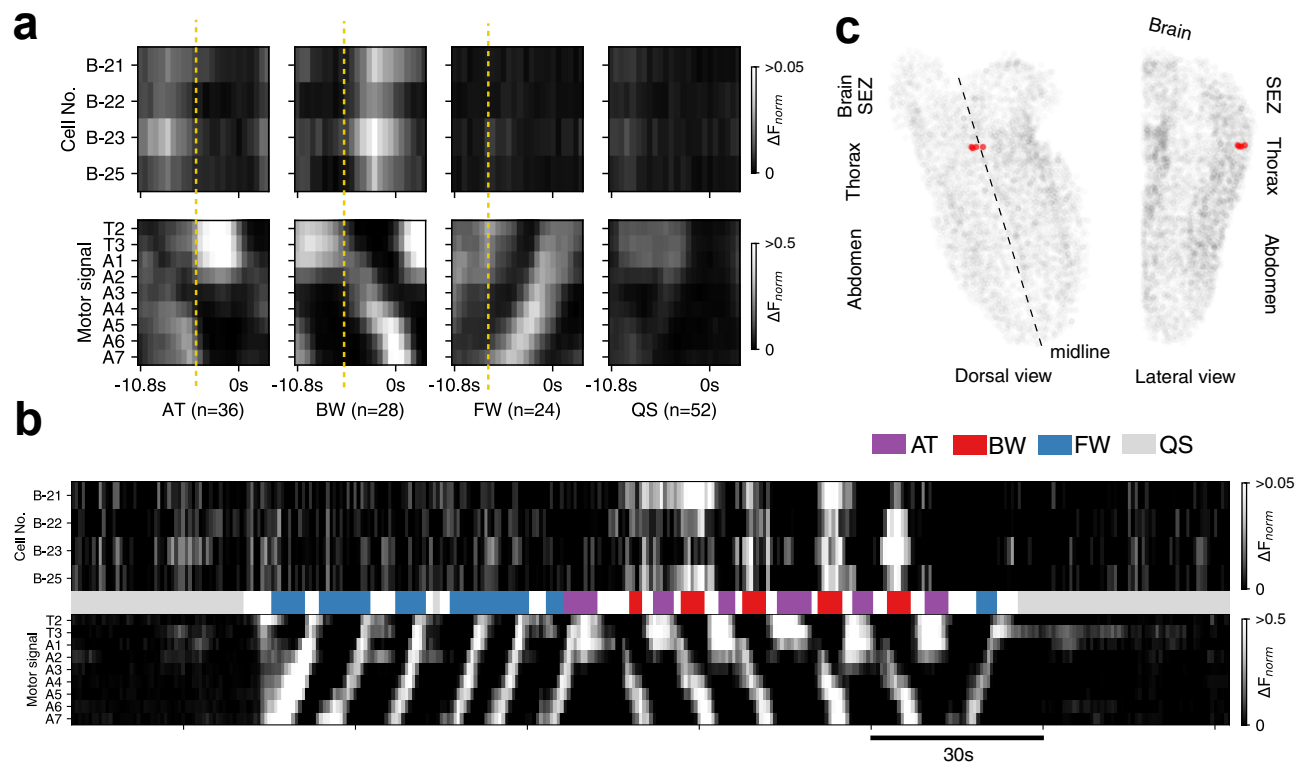 a
Cell No.
B-21
B-22
B-23
B-25
>0.05
ΔFnorm
0
Motor signal
T2
T3
A1
A2
A3
A4
A5
A6
A7
>0.5
ΔFnorm
0
-10.8s 0s -10.8s 0s -10.8s 0s -10.8s 0s
AT (n=36) BW (n=28) FW (n=24) QS (n=52)
c
Brain
Brain
SEZ
Thorax
Abdomen
SEZ
Thorax
Abdomen
midline
Dorsal view Lateral view
b
AT BW FW QS
Cell No.
B-21
B-22
B-23
B-25
>0.05
ΔFnorm
0
Motor signal
T2
T3
A1
A2
A3
A4
A5
A6
A7
>0.5
ΔFnorm
0
30s